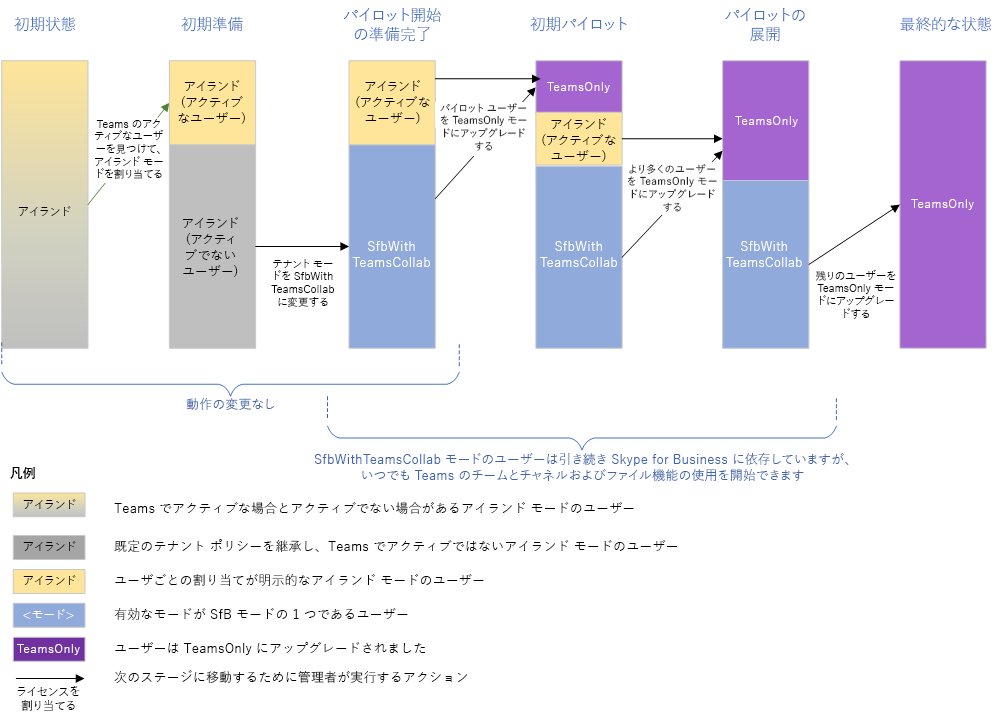 初期状態
初期準備
パイロット開始
の準備完了
初期パイロット
パイロットの
展開
最終的な状態
アイランド
Teams のアク
ティブなユーザ
ーを見つけて、
アイランド モー
ドを割り当てる
アイランド
(アクティブ
なユーザー)
アイランド
(アクティ
ブでない
ユーザー)
テナント モー
ドを SfbWith
TeamsCollab
に変更する
アイランド
(アクティブな
ユーザー)
SfbWith
TeamsCollab
パイロット ユーザー
を TeamsOnly モー
ドにアップグレード
する
TeamsOnly
アイランド
(アクティブな
ユーザー)
SfbWith
TeamsCollab
より多くのユーザー
を TeamsOnly モー
ドにアップグレード
する
TeamsOnly
SfbWith
TeamsCollab
残りのユーザーを
TeamsOnly モー
ドにアップグレー
ドする
TeamsOnly
動作の変更なし
SfbWithTeamsCollab モードのユーザーは引き続き Skype for Business に依存していますが、
いつでも Teams のチームとチャネルおよびファイル機能の使用を開始できます
凡例
アイランド
Teams でアクティブな場合とアクティブでない場合があるアイランド モードのユーザー
アイランド
既定のテナント ポリシーを継承し、Teams でアクティブではないアイランド モードのユーザー
アイランド
ユーザごとの割り当てが明示的なアイランド モードのユーザー
<モード>
有効なモードが SfB モードの 1 つであるユーザー
TeamsOnly
ユーザーは TeamsOnly にアップグレードされました
次のステージに移動するために管理者が実行するアクション
ライセンスを
割り当てる